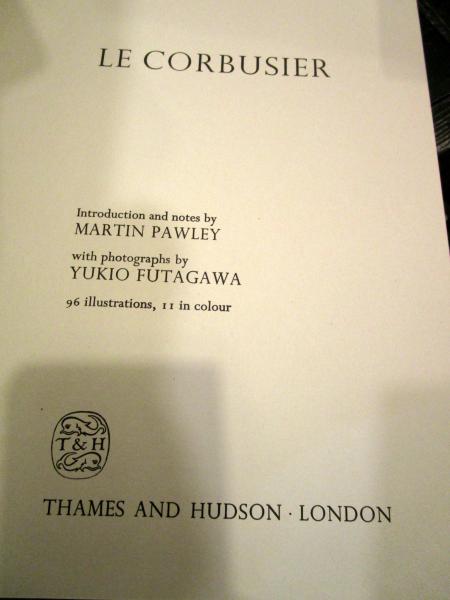 LE CORBUSIER
Introduction and notes by
MARTIN PAWLEY
with photographs by
YUKIO FUTAGAWA
96 illustrations, 11 in colour
T & H
THAMES AND HUDSON · LONDON